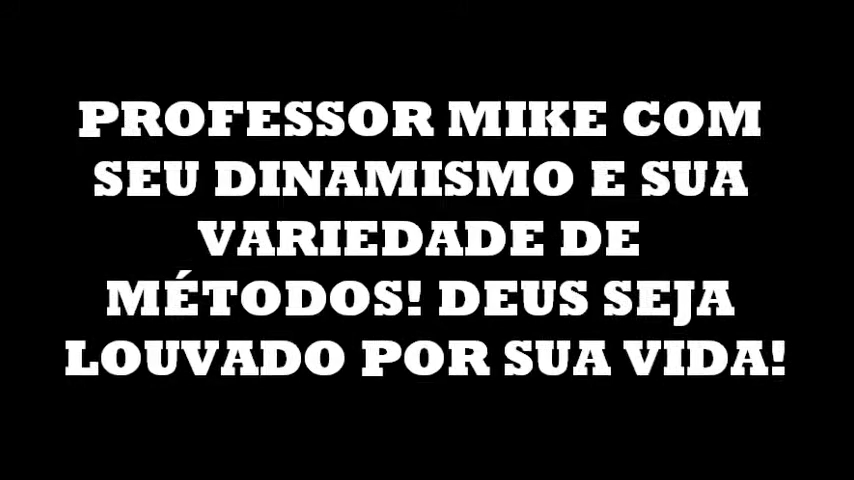 PROFESSOR MIKE COM
SEU DINAMISMO E SUA
VARIEDADE DE
MÉTODOS! DEUS SEJA
LOUVADO POR SUA VIDA!